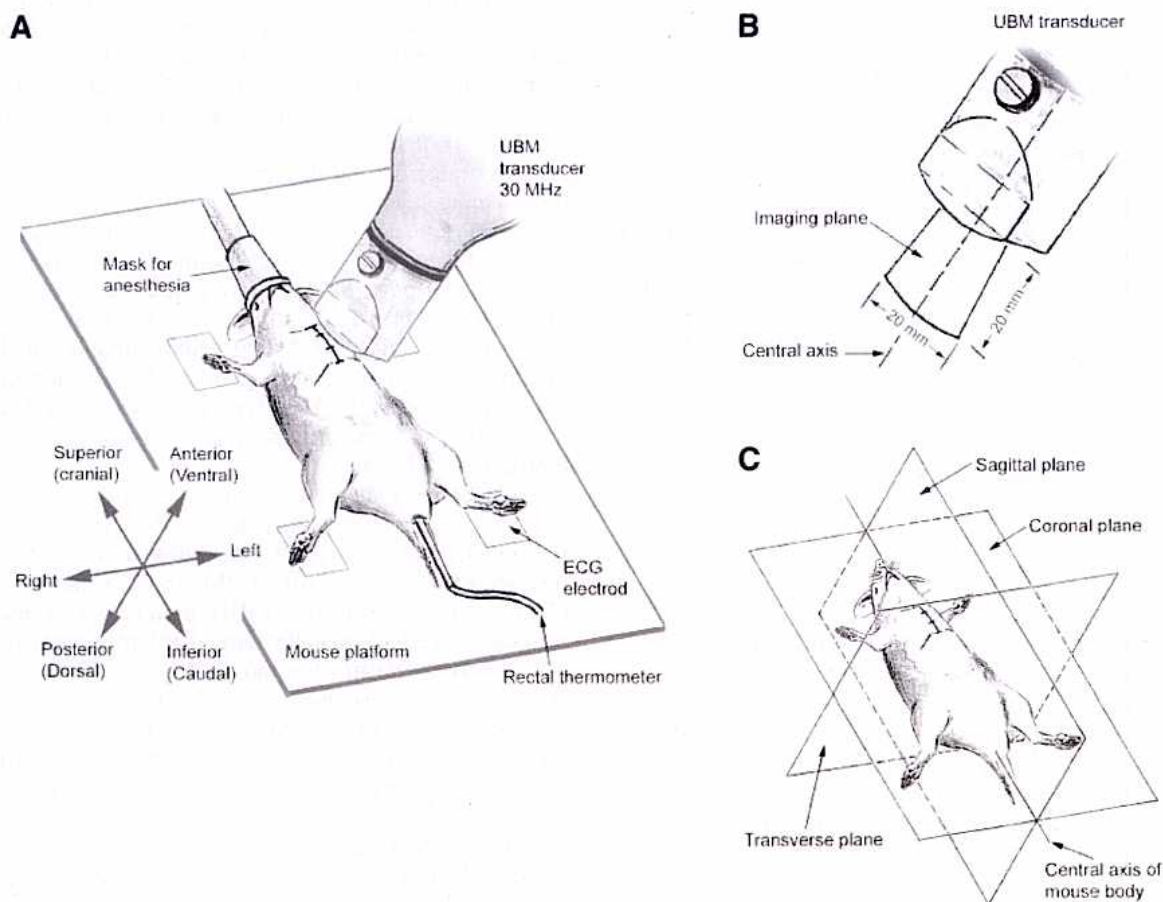 A
UBM
transducer
30 MHz
Mask for
anesthesia
Superior
(cranial)
Anterior
(Ventral)
Left
Right
Posterior
(Dorsal)
Inferior
(Caudal)
Mouse platform
ECG
electrod
Rectal thermometer
B
UBM transducer
Imaging plane
20 mm
20 mm
Central axis
C
Sagittal plane
Coronal plane
Transverse plane
Central axis of
mouse body